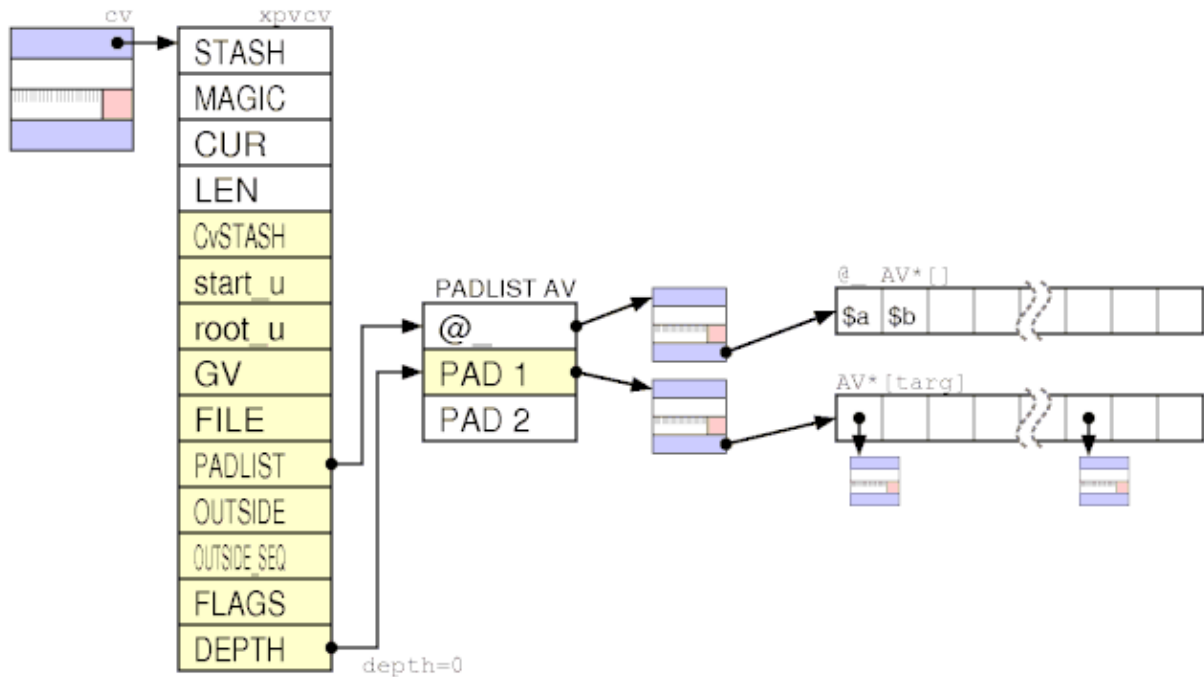 cv
xpvcv
STASH
MAGIC
CUR
LEN
CvSTASH
start_u
root_u
GV
FILE
PADLIST
OUTSIDE
OUTSIDE_SEQ
FLAGS
DEPTH
depth=0
PADLIST AV
@_
PAD 1
PAD 2
@_ AV*[]
$a $b
AV*[targ]